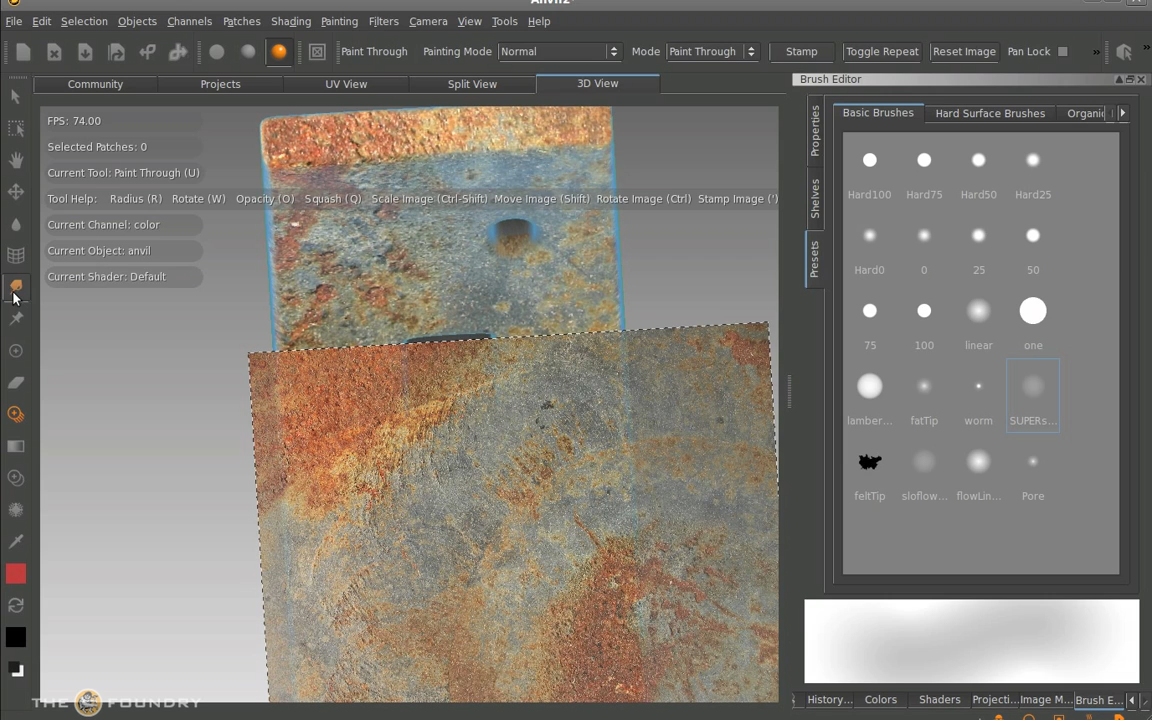 Anvil2
File Edit Selection Objects Channels Patches Shading Painting Filters Camera View Tools Help
Paint Through Painting Mode Normal Mode Paint Through Stamp Toggle Repeat Reset Image Pan Lock
Community Projects UV View Split View 3D View
Brush Editor
FPS: 74.00
Selected Patches: 0
Current Tool: Paint Through (U)
Tool Help: Radius (R) Rotate (W) Opacity (O) Squash (Q) Scale Image (Ctrl-Shift) Move Image (Shift) Rotate Image (Ctrl) Stamp Image (')
Current Channel: color
Current Object: anvil
Current Shader: Default
Properties
Shelves
Presets
Basic Brushes Hard Surface Brushes Organic
Hard100 Hard75 Hard50 Hard25
Hard0 0 25 50
75 100 linear one
lamber... fatTip worm SUPERs...
feltTip sloflow... flowLin... Pore
History... Colors Shaders Projecti... Image M... Brush E...
THE FOUNDRY